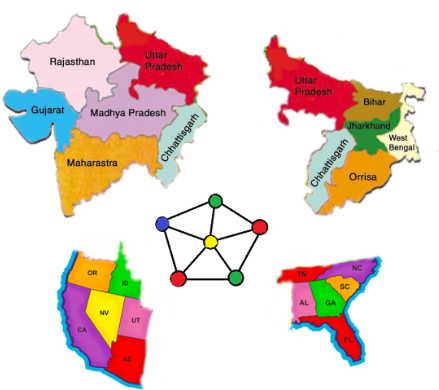 Rajasthan
Uttar
Pradesh
Gujarat
Madhya Pradesh
Chhattisgarh
Maharastra
Uttar
Pradesh
Bihar
Jharkhand
West
Bengal
Chhattisgarh
Orrisa
OR
ID
NV
CA
UT
AZ
TN
NC
SC
AL
GA
FL